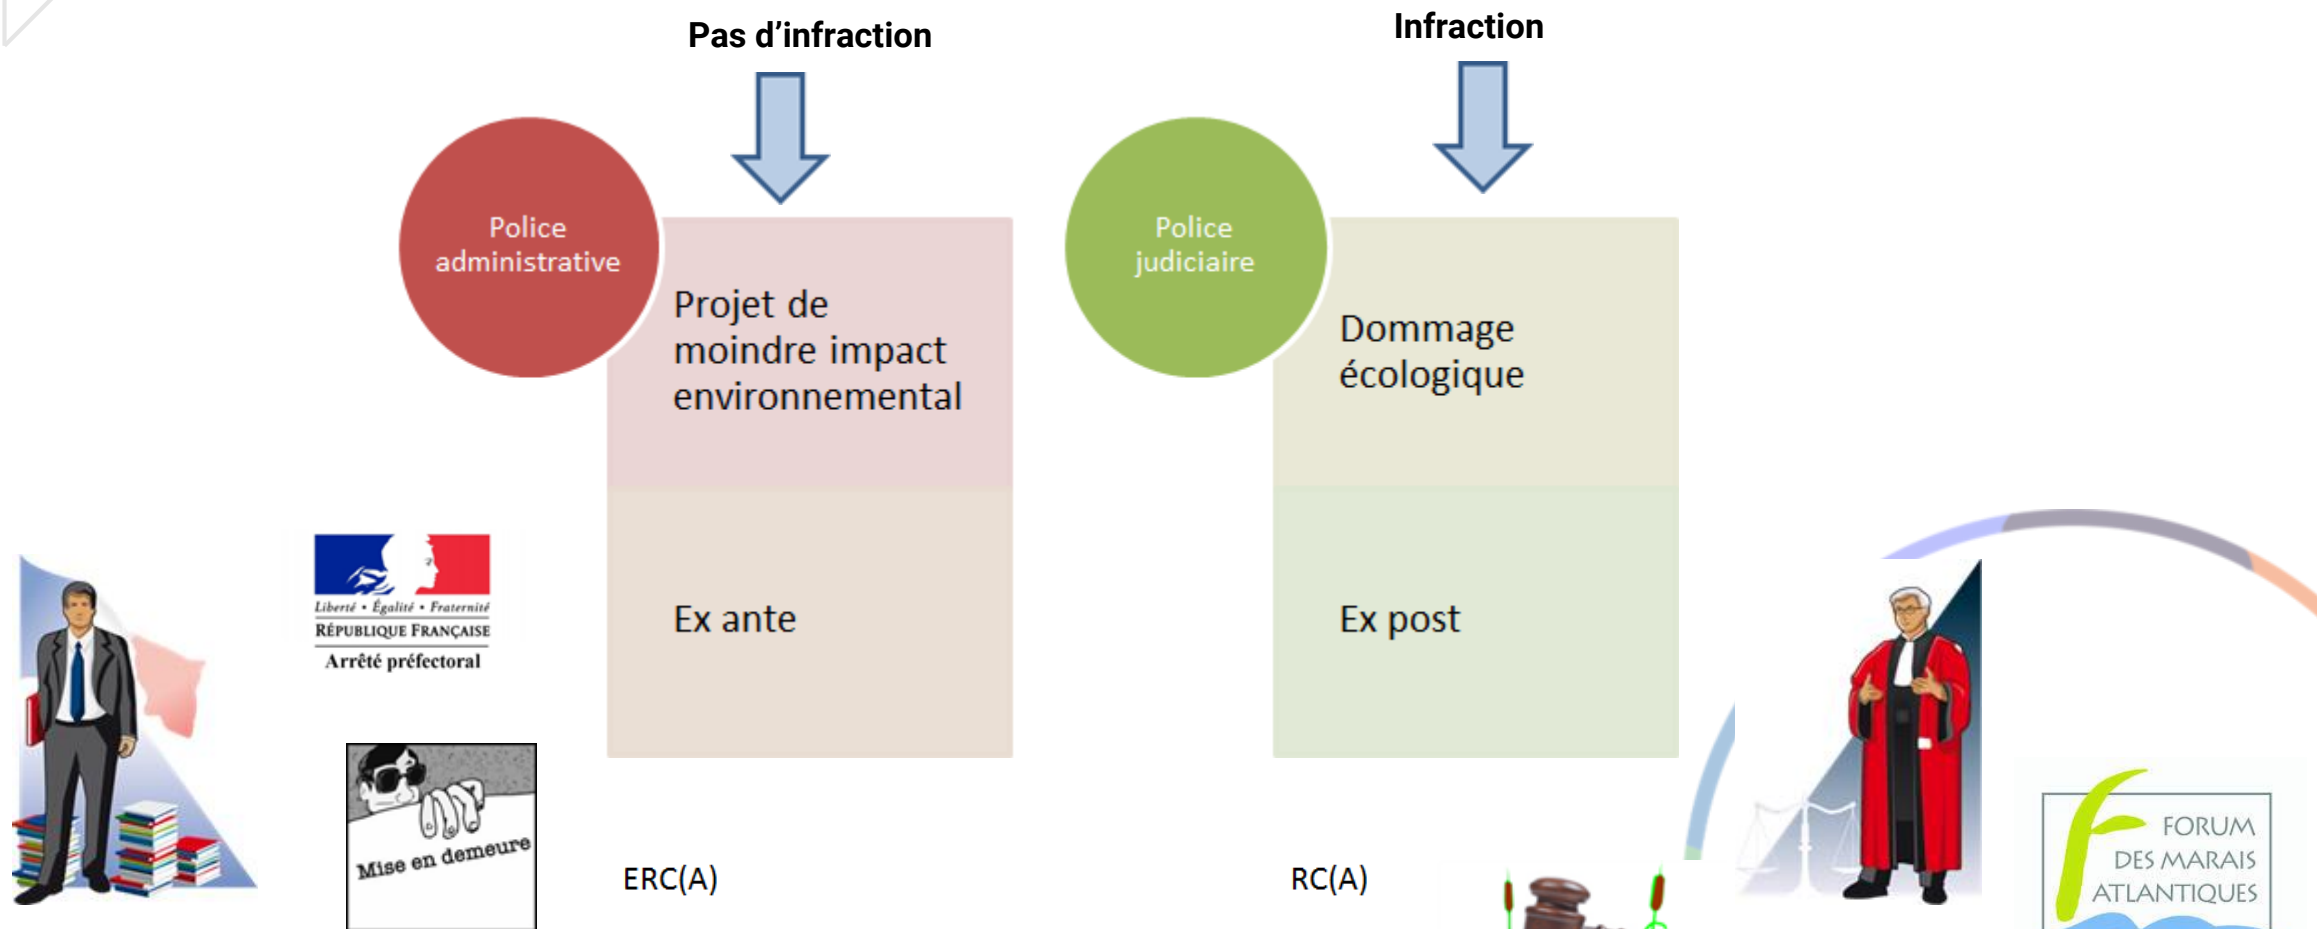 Pas d’infraction
Infraction
Police
administrative
Projet de
moindre impact
environnemental
Ex ante
Police
judiciaire
Dommage
écologique
Ex post
Liberté • Égalité • Fraternité
RÉPUBLIQUE FRANÇAISE
Arrêté préfectoral
Mise en demeure
ERC(A)
RC(A)
FORUM
DES MARAIS
ATLANTIQUES